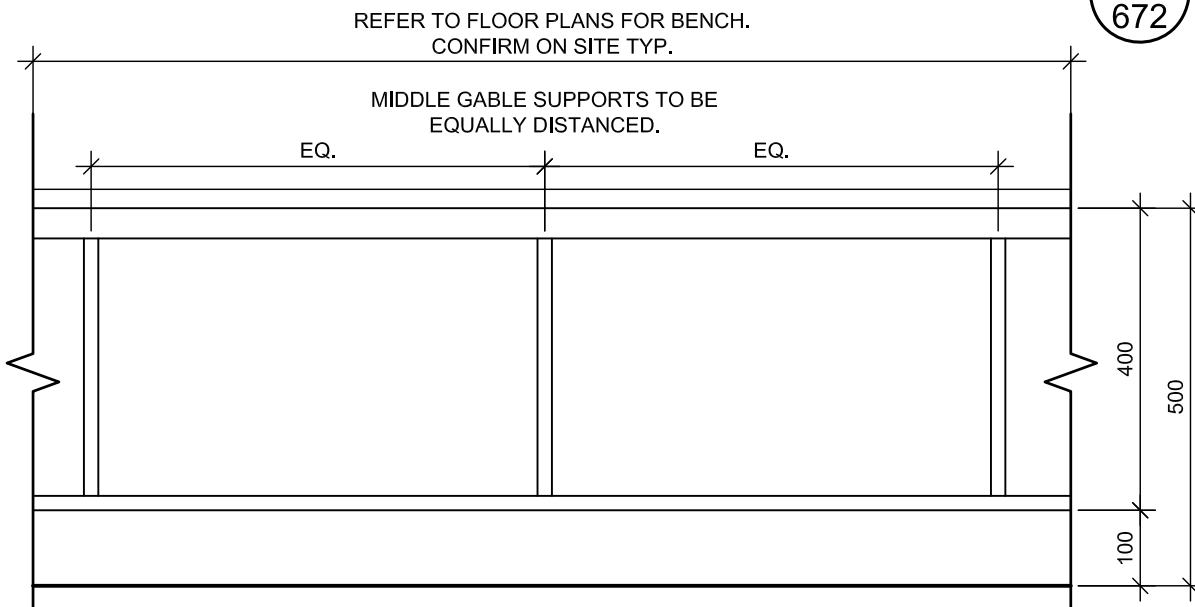 REFER TO FLOOR PLANS FOR BENCH.
CONFIRM ON SITE TYP.
672
MIDDLE GABLE SUPPORTS TO BE
EQUALLY DISTANCED.
EQ.
EQ.
400
500
100